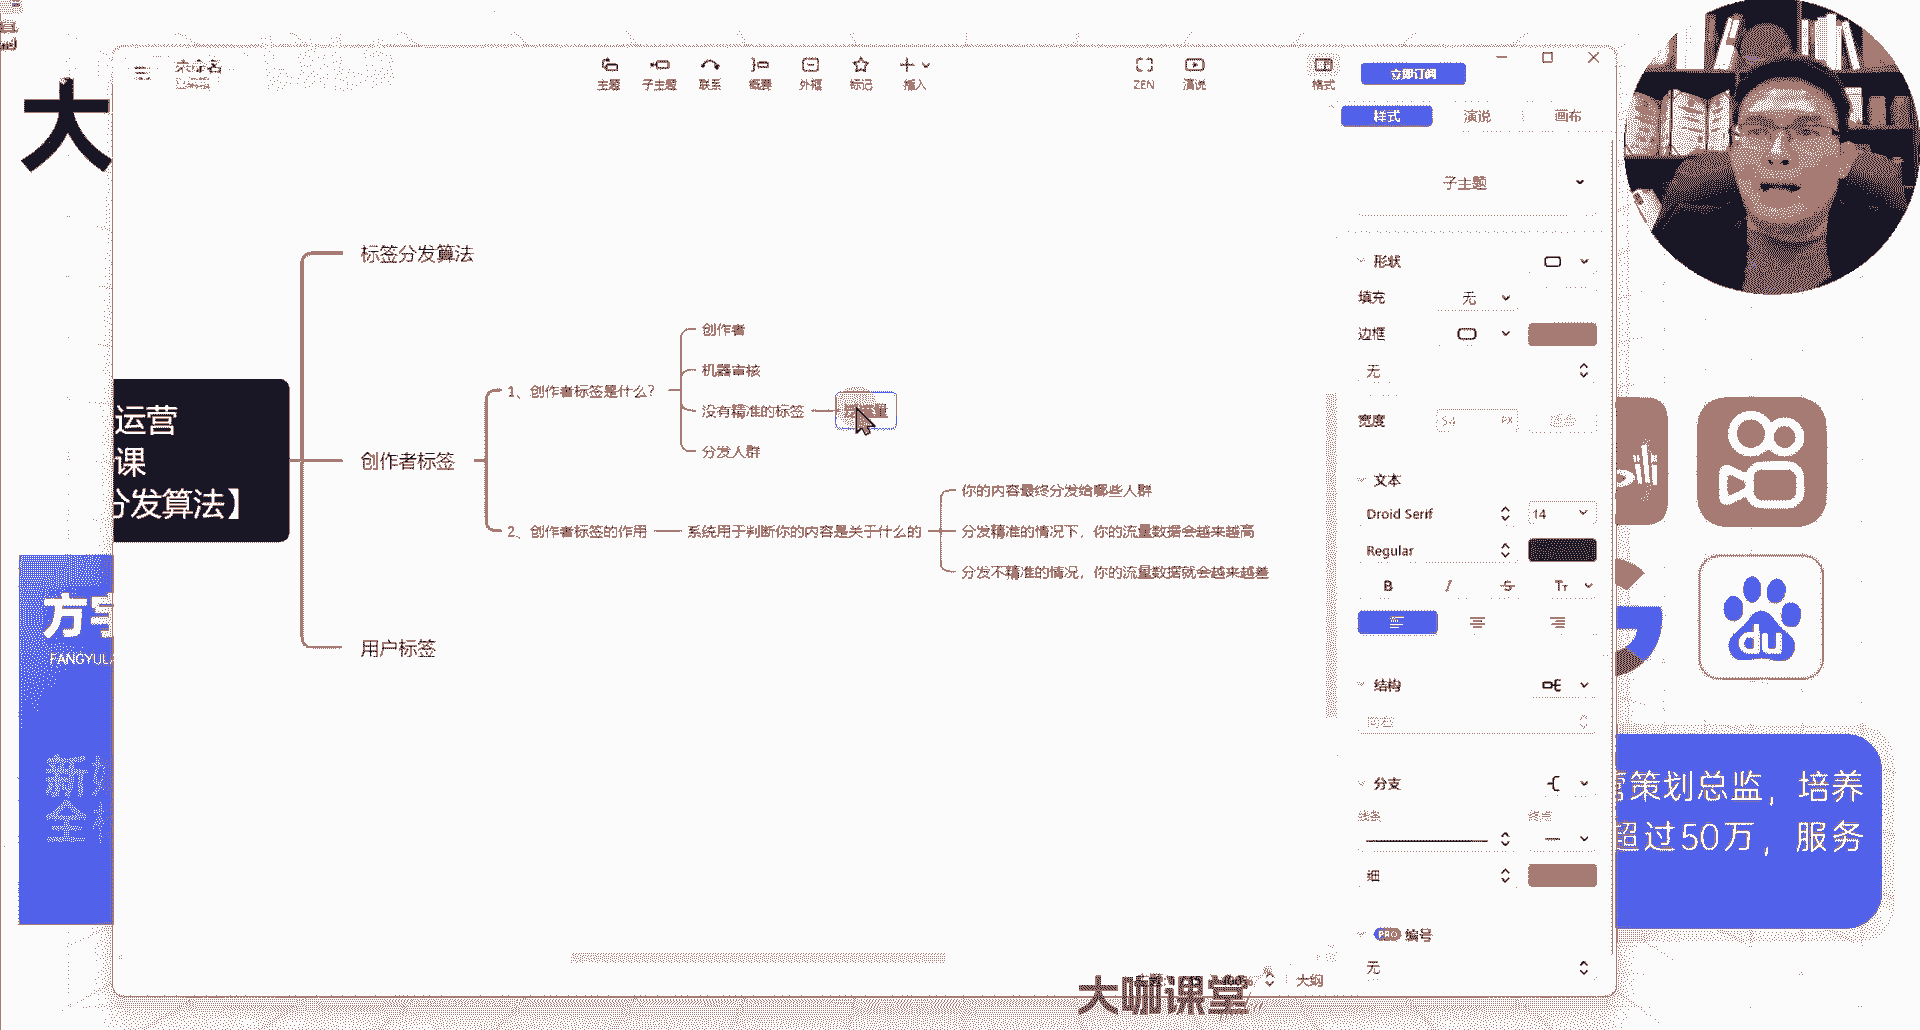 大
未命名
主题
子主题
联系
概要
外框
标记
插入
ZEN
演说
格式
立即订阅
样式
演说
画布
子主题
形状
填充
无
边框
无
宽度
54
PX
文本
Droid Serif
14
Regular
B
I
S
TT
结构
向右
分支
线条
终点
细
PRO
编号
无
标签分发算法
创作者标签
用户标签
运营
课
分发算法】
1、创作者标签是什么?
创作者
机器审核
没有精准的标签
分发人群
2、创作者标签的作用
系统用于判断你的内容是关于什么的
你的内容最终分发给哪些人群
分发精准的情况下，你的流量数据会越来越高
分发不精准的情况，你的流量数据就会越来越差
大纲
大咖课堂
方
FANGYU
新
全
du
策划总监，培养
超过50万，服务